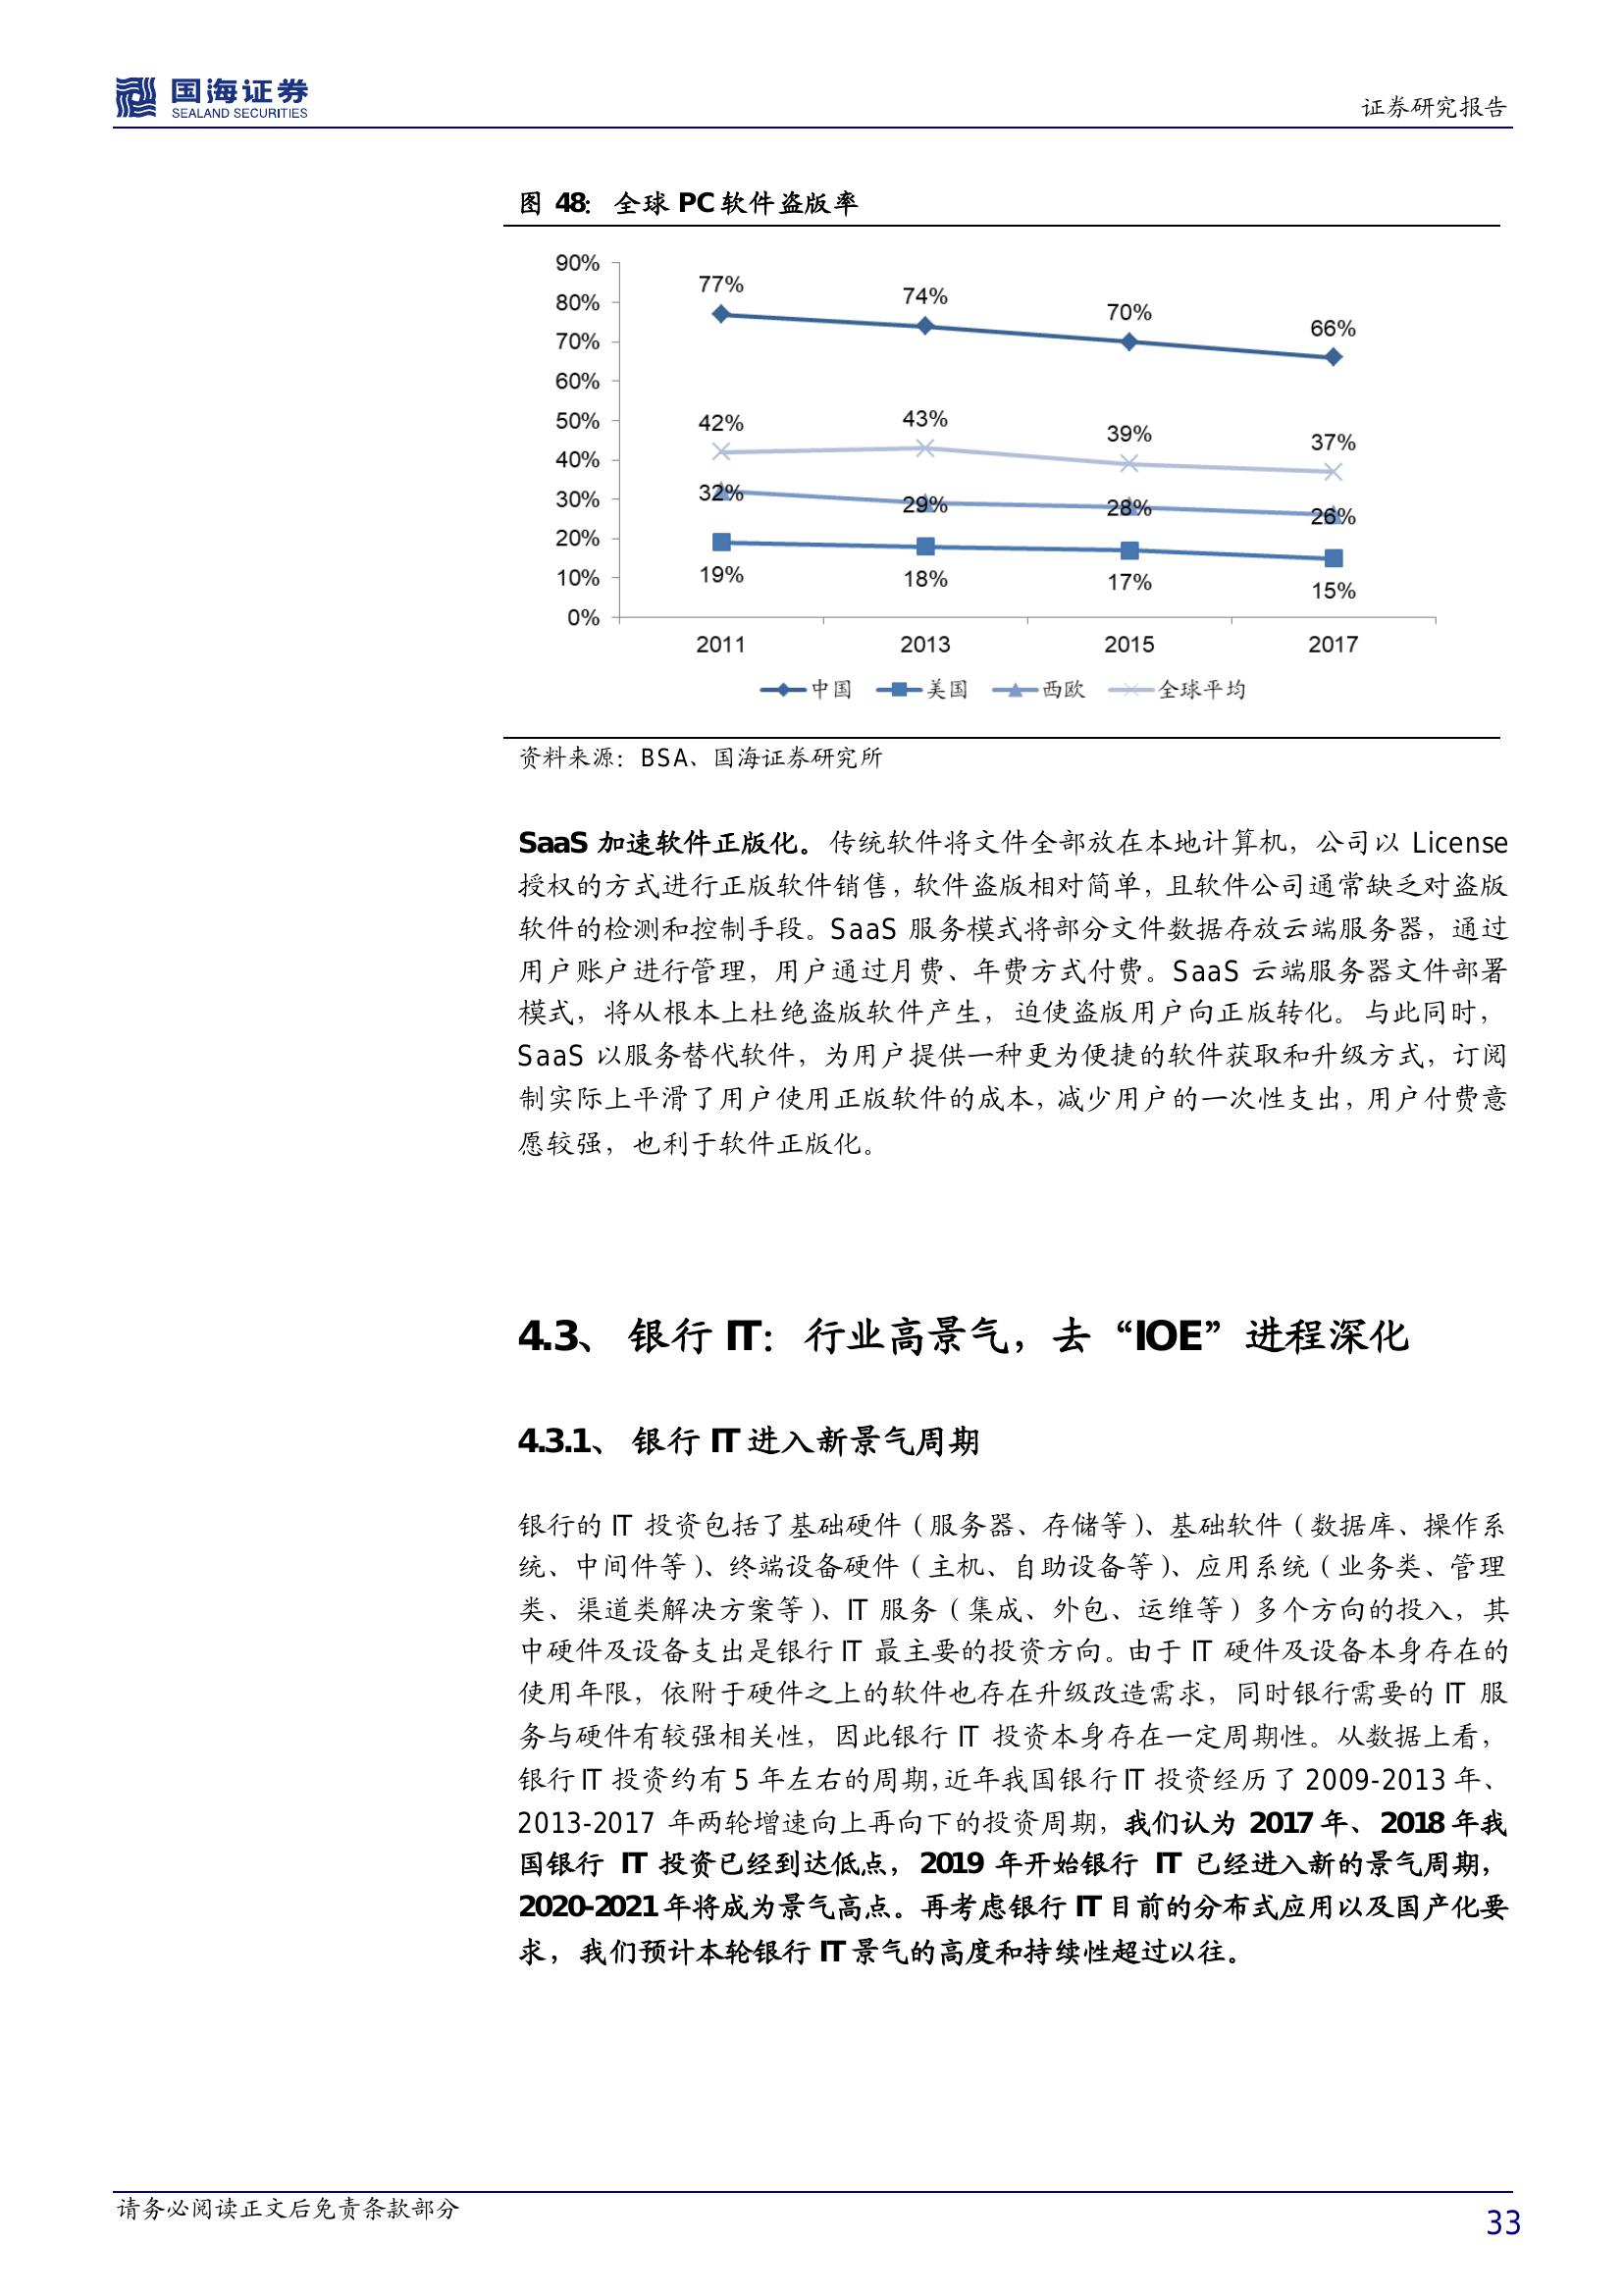 国海证券
SEALAND SECURITIES
证券研究报告
图 48： 全球 PC 软件盗版率
90%
80%
70%
60%
50%
40%
30%
20%
10%
0%
77%
74%
70%
66%
42%
43%
39%
37%
32%
29%
28%
26%
19%
18%
17%
15%
2011 2013 2015 2017
中国 美国 西欧 全球平均
资料来源：BSA、国海证券研究所
SaaS 加速软件正版化。传统软件将文件全部放在本地计算机，公司以 License
授权的方式进行正版软件销售，软件盗版相对简单，且软件公司通常缺乏对盗版
软件的检测和控制手段。SaaS 服务模式将部分文件数据存放云端服务器，通过
用户账户进行管理，用户通过月费、年费方式付费。SaaS 云端服务器文件部署
模式，将从根本上杜绝盗版软件产生，迫使盗版用户向正版转化。与此同时，
SaaS 以服务替代软件，为用户提供一种更为便捷的软件获取和升级方式，订阅
制实际上平滑了用户使用正版软件的成本，减少用户的一次性支出，用户付费意
愿较强，也利于软件正版化。
4.3、 银行 IT：行业高景气，去“IOE”进程深化
4.3.1、 银行 IT 进入新景气周期
银行的 IT 投资包括了基础硬件（服务器、存储等）、基础软件（数据库、操作系
统、中间件等）、终端设备硬件（主机、自助设备等）、应用系统（业务类、管理
类、渠道类解决方案等）、IT 服务（集成、外包、运维等）多个方向的投入，其
中硬件及设备支出是银行 IT 最主要的投资方向。由于 IT 硬件及设备本身存在的
使用年限，依附于硬件之上的软件也存在升级改造需求，同时银行需要的 IT 服
务与硬件有较强相关性，因此银行 IT 投资本身存在一定周期性。从数据上看，
银行 IT 投资约有 5 年左右的周期，近年我国银行 IT 投资经历了 2009-2013 年、
2013-2017 年两轮增速向上再向下的投资周期，我们认为 2017 年、2018 年我
国银行 IT 投资已经到达低点，2019 年开始银行 IT 已经进入新的景气周期，
2020-2021 年将成为景气高点。再考虑银行 IT 目前的分布式应用以及国产化要
求，我们预计本轮银行 IT 景气的高度和持续性超过以往。
请务必阅读正文后免责条款部分
33